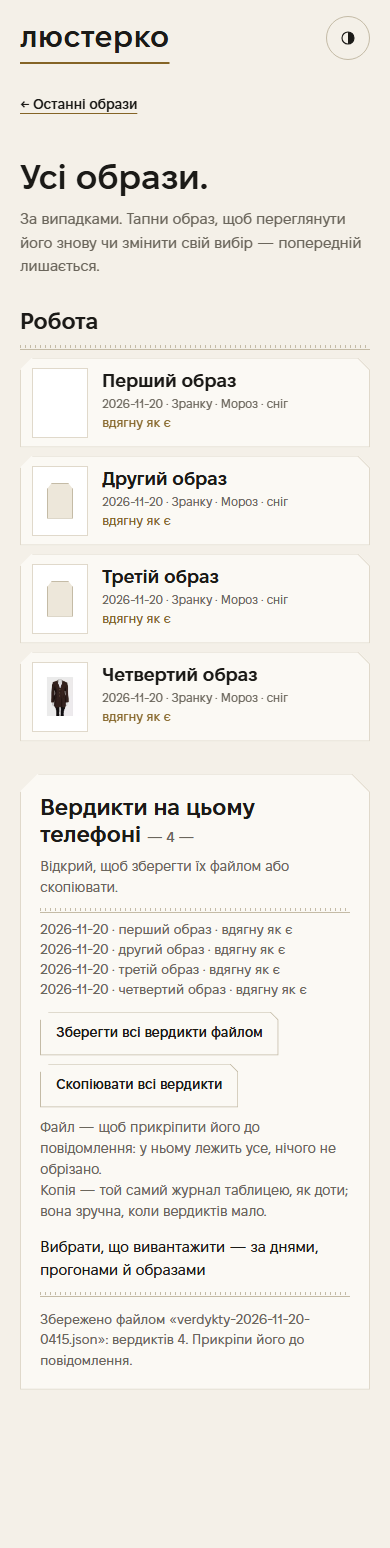 люстерко
← Останні образи
Усі образи.
За випадками. Тапни образ, щоб переглянути
його знову чи змінити свій вибір — попередній
лишається.
Робота
Перший образ
2026-11-20 · Зранку · Мороз · сніг
вдягну як є
Другий образ
2026-11-20 · Зранку · Мороз · сніг
вдягну як є
Третій образ
2026-11-20 · Зранку · Мороз · сніг
вдягну як є
Четвертий образ
2026-11-20 · Зранку · Мороз · сніг
вдягну як є
Вердикти на цьому
телефоні — 4 —
Відкрий, щоб зберегти їх файлом або
скопіювати.
2026-11-20 · перший образ · вдягну як є
2026-11-20 · другий образ · вдягну як є
2026-11-20 · третій образ · вдягну як є
2026-11-20 · четвертий образ · вдягну як є
Зберегти всі вердикти файлом
Скопіювати всі вердикти
Файл — щоб прикріпити його до
повідомлення: у ньому лежить усе, нічого не
обрізано.
Копія — той самий журнал таблицею, як доти;
вона зручна, коли вердиктів мало.
Вибрати, що вивантажити — за днями,
прогонами й образами
Збережено файлом «verdykty-2026-11-20-
0415.json»: вердиктів 4. Прикріпи його до
повідомлення.